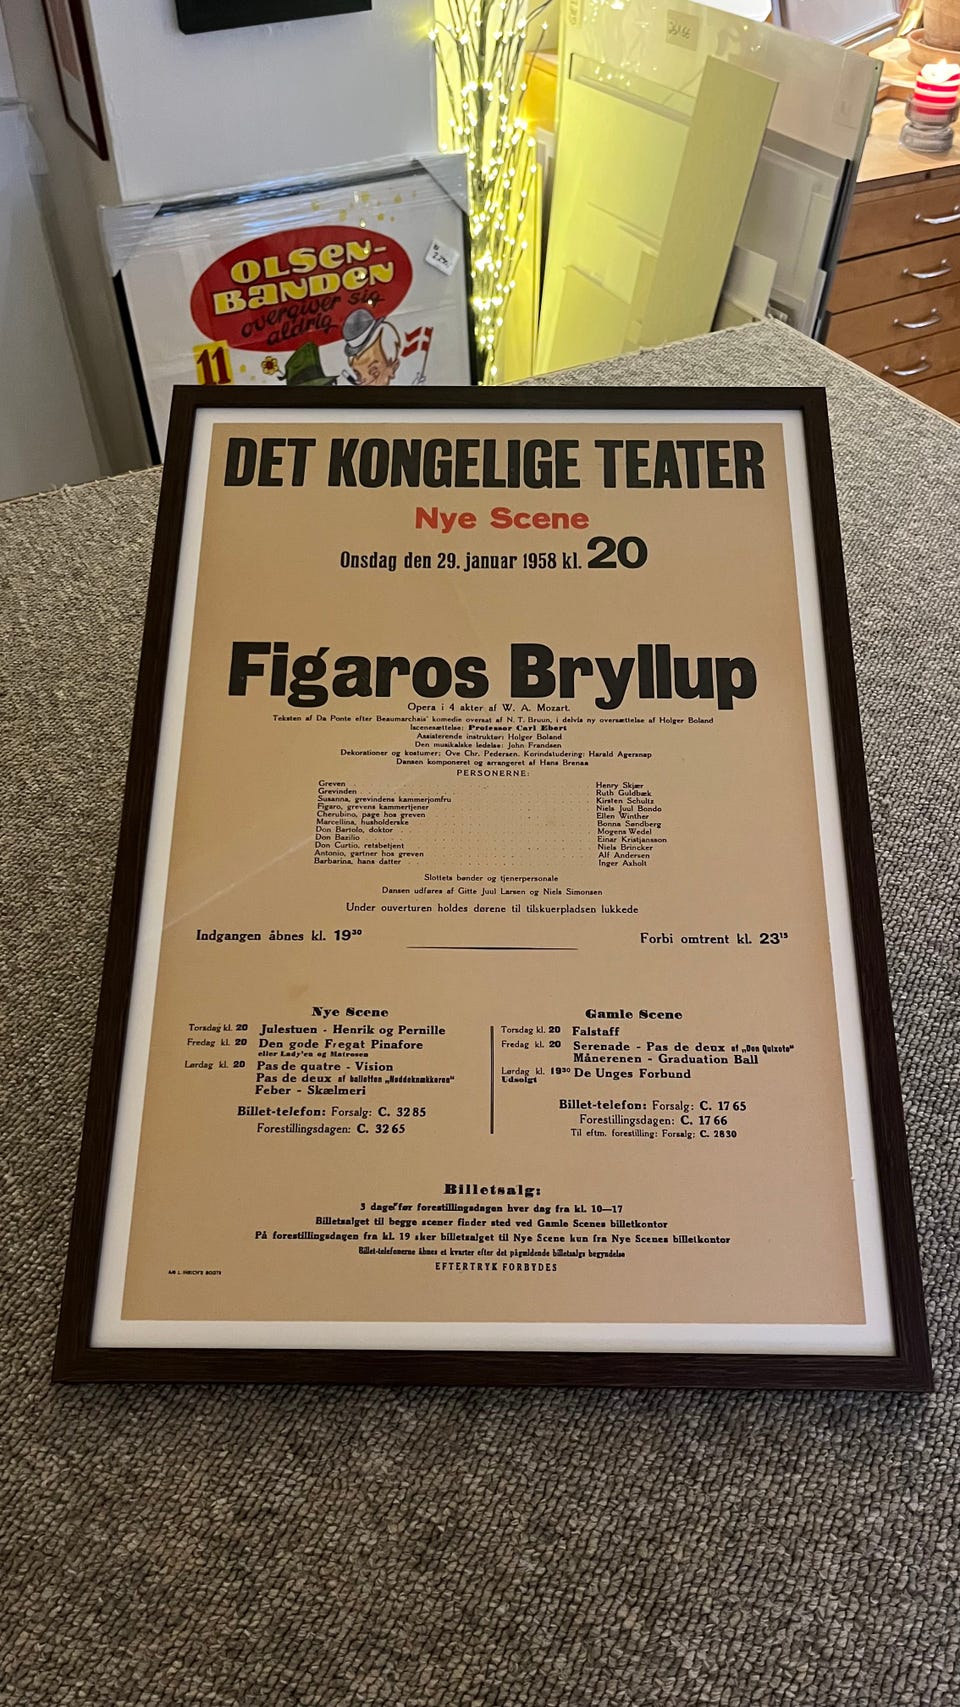 OLSEN-
BANDEN
overgiver sig
aldrig
11
DET KONGELIGE TEATER
Nye Scene
Onsdag den 29. januar 1958 kl. 20
Figaros Bryllup
Opera i 4 akter af W. A. Mozart.
Teksten af Da Ponte efter Beaumarchais' komedie oversat af N. T. Bruun, i delvis ny oversættelse af Holger Boland
Iscenesættelse: Professor Carl Ebert
Assisterende instruktør: Holger Boland
Den musikalske ledelse: John Frandsen
Dekorationer og kostumer: Ove Chr. Pedersen. Korindstudering: Harald Agersnap
Dansen komponeret og arrangeret af Hans Brenaa
PERSONERNE:
Greven Henry Skjær
Grevinden Ruth Guldbæk
Susanna, grevindens kammerjomfru Kirsten Schultz
Figaro, grevens kammertjener Niels Juul Bondo
Cherubino, page hos greven Ellen Winther
Marcellina, husholderske Bonna Søndberg
Don Bartolo, doktor Mogens Wedel
Don Bazilio Einar Kristjansson
Don Curtio, retsbetjent Niels Brincker
Antonio, gartner hos greven Alf Andersen
Barbarina, hans datter Inger Axholt
Slottets bønder og tjenerpersonale
Dansen udføres af Gitte Juul Larsen og Niels Simonsen
Under ouverturen holdes dørene til tilskuerpladsen lukkede
Indgangen åbnes kl. 19³⁰ Forbi omtrent kl. 23¹⁵
Nye Scene
Torsdag kl. 20 Julestuen - Henrik og Pernille
Fredag kl. 20 Den gode Fregat Pinafore
eller Lady'en og Matrosen
Lørdag kl. 20 Pas de quatre - Vision
Pas de deux af balletten „Nøddeknækkeren"
Feber - Skælmeri
Billet-telefon: Forsalg: C. 32 85
Forestillingsdagen: C. 32 65
Gamle Scene
Torsdag kl. 20 Falstaff
Fredag kl. 20 Serenade - Pas de deux af „Don Quixote"
Månerenen - Graduation Ball
Lørdag kl. 19³⁰ De Unges Forbund
Udsolgt
Billet-telefon: Forsalg: C. 17 65
Forestillingsdagen: C. 17 66
Til eftm. forestilling: Forsalg: C. 28 30
Billetsalg:
3 dage før forestillingsdagen hver dag fra kl. 10—17
Billetsalget til begge scener finder sted ved Gamle Scenes billetkontor
På forestillingsdagen fra kl. 19 sker billetsalget til Nye Scene kun fra Nye Scenes billetkontor
Billet-telefonerne åbnes et kvarter efter det pågældende billetsalgs begyndelse
EFTERTRYK FORBYDES